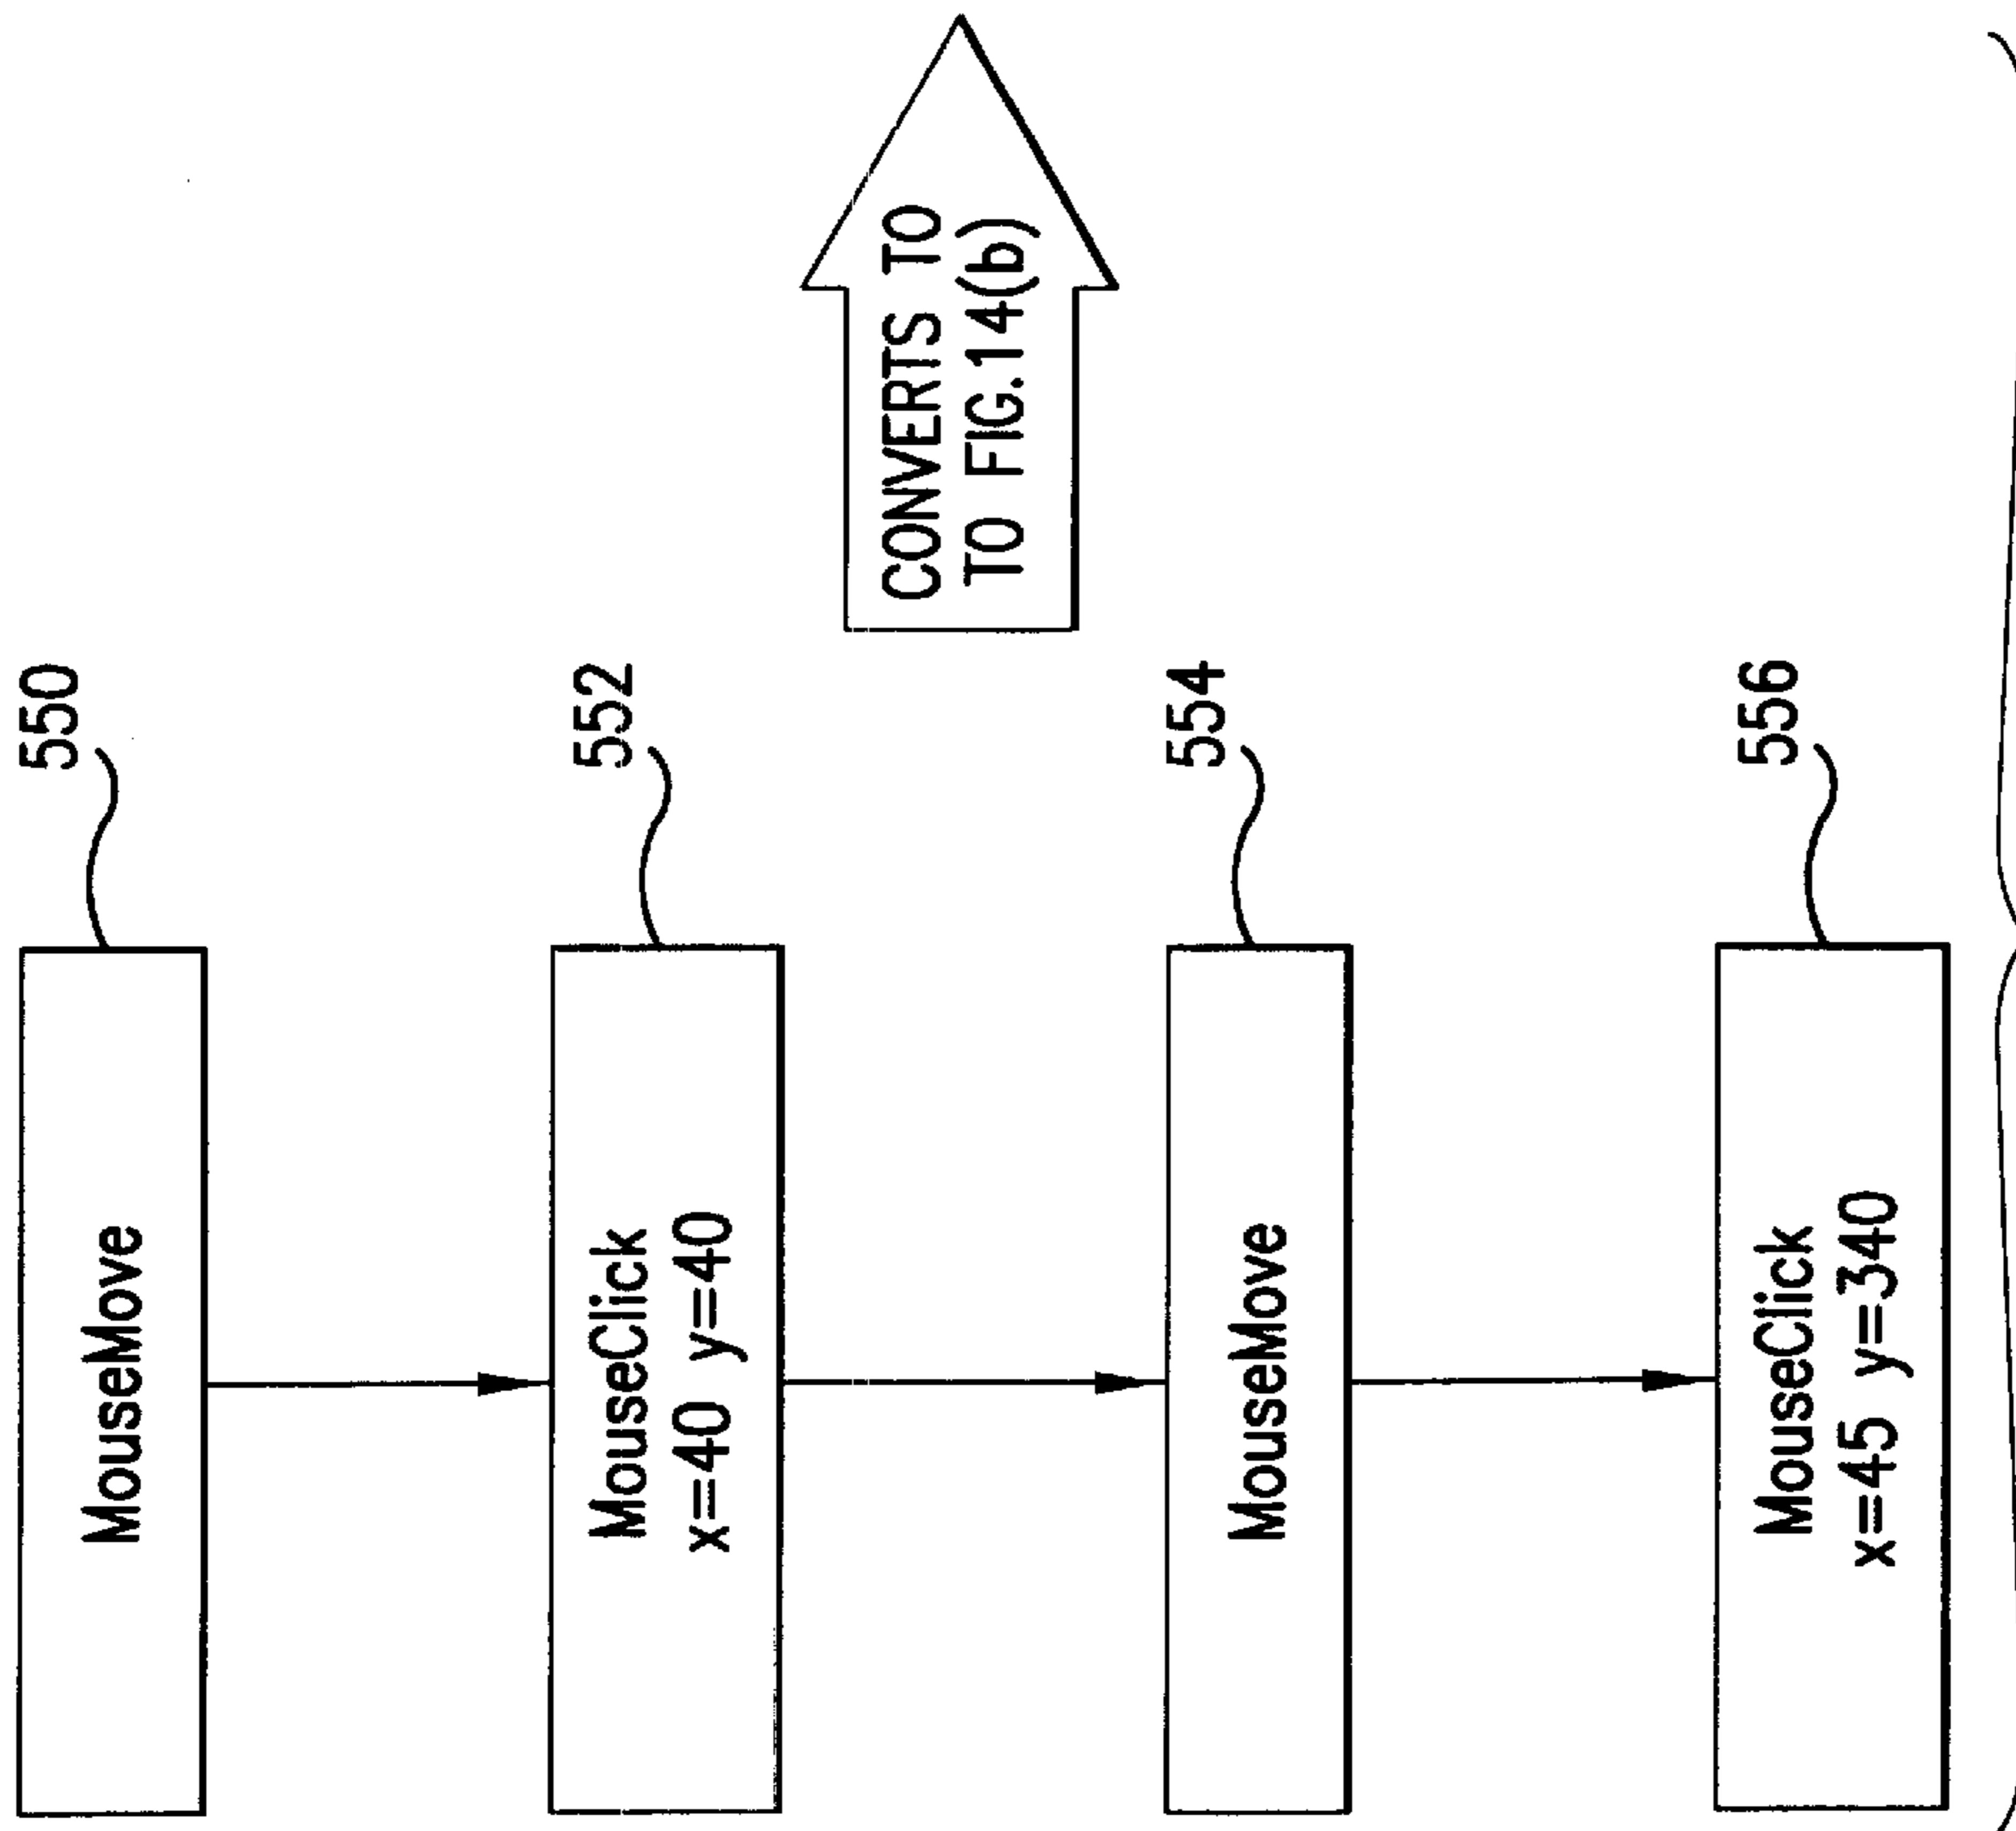 MouseMove
550
MouseClick
x=40 y=40
552
MouseMove
554
MouseClick
x=45 y=340
556
CONVERTS TO
TO FIG.14(b)